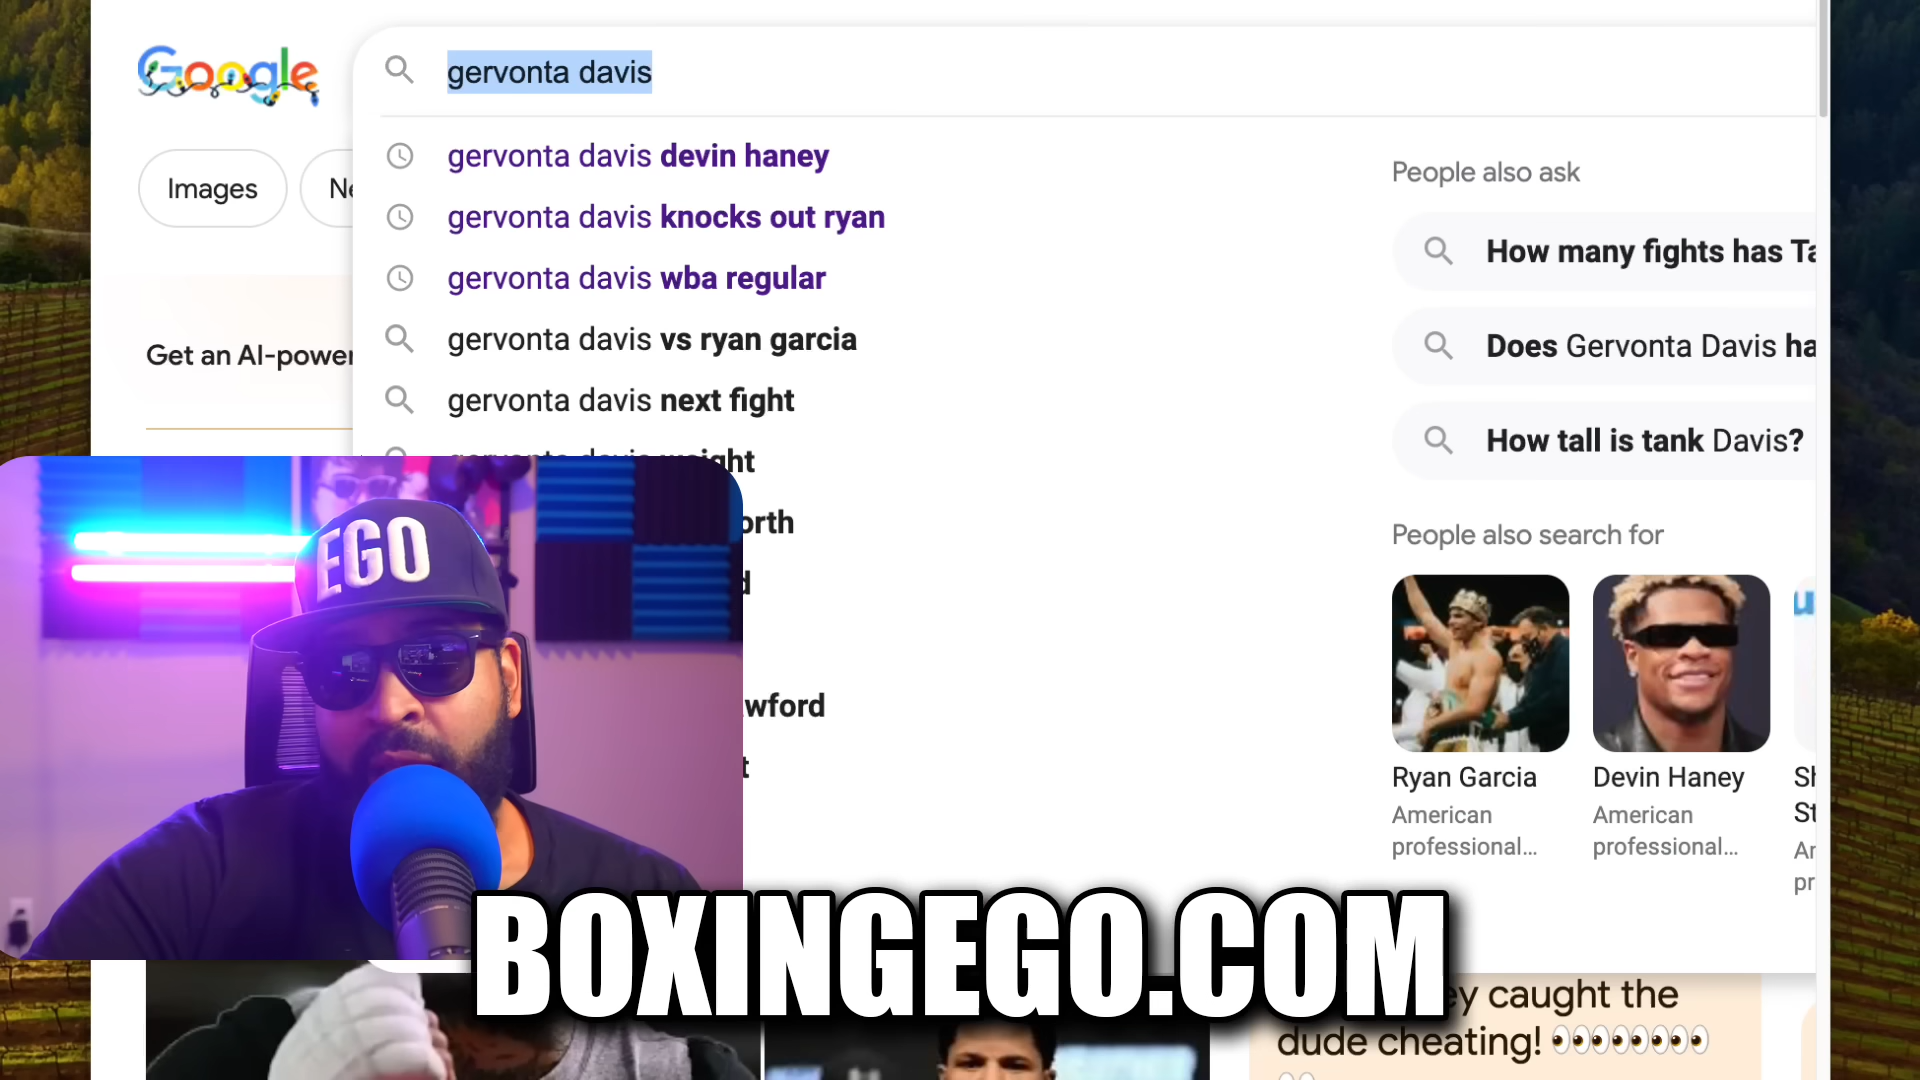 Google
gervonta davis
Images
gervonta davis devin haney
gervonta davis knocks out ryan
gervonta davis wba regular
gervonta davis vs ryan garcia
gervonta davis next fight
Get an AI-power
People also ask
How many fights has Ta
Does Gervonta Davis ha
How tall is tank Davis?
People also search for
Ryan Garcia
American
professional...
Devin Haney
American
professional...
EGO
BOXINGEGO.COM
caught the
dude cheating! 👀👀👀👀